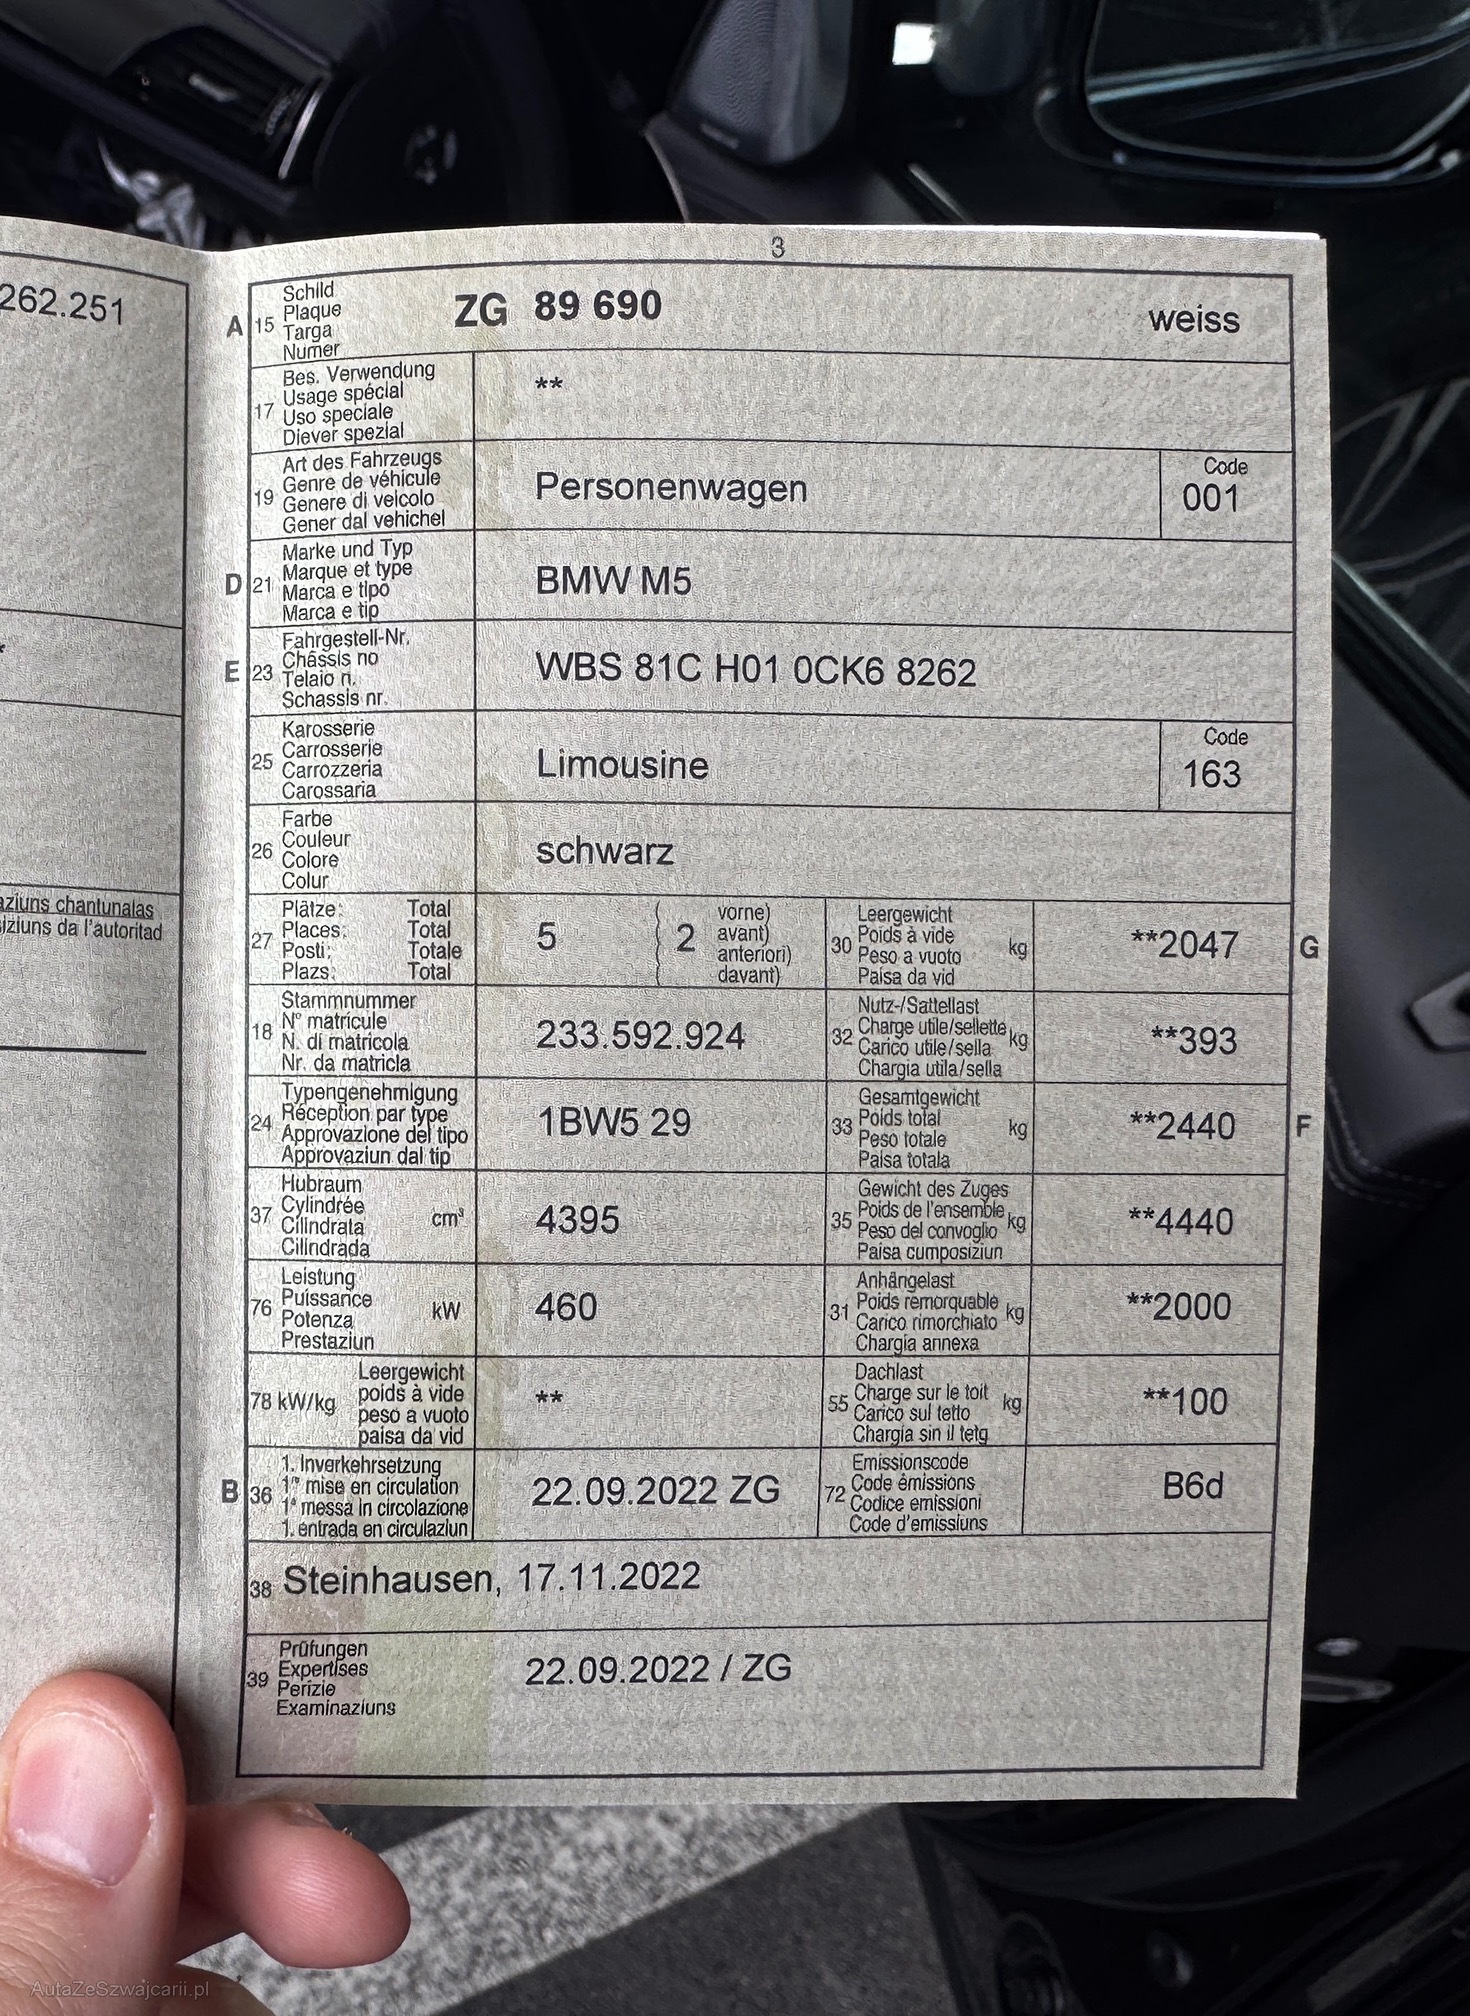 262.251
aziuns chantunalas
iziuns da l'autoritad
3
A 15 Schild
Plaque
Targa
Numer
ZG 89 690 weiss
17 Bes. Verwendung
Usage spécial
Uso speciale
Diever spezial
**
19 Art des Fahrzeugs
Genre de véhicule
Genere di veicolo
Gener dal vehichel
Personenwagen
Code
001
D 21 Marke und Typ
Marque et type
Marca e tipo
Marca e tip
BMW M5
E 23 Fahrgestell-Nr.
Châssis no
Telaio n.
Schassis nr.
WBS 81C H01 0CK6 8262
25 Karosserie
Carrosserie
Carrozzeria
Carossaria
Limousine
Code
163
26 Farbe
Couleur
Colore
Colur
schwarz
27 Plätze: Total
Places: Total
Posti: Totale
Plazs: Total
5 ( 2 vorne)
avant)
anteriori)
davant)
30 Leergewicht
Poids à vide
Peso a vuoto
Paisa da vid
kg
**2047 G
18 Stammnummer
N° matricule
N. di matricola
Nr. da matricla
233.592.924
32 Nutz-/Sattellast
Charge utile/sellette
Carico utile/sella
Chargia utila/sella
kg
**393
24 Typengenehmigung
Réception par type
Approvazione del tipo
Approvaziun dal tip
1BW5 29
33 Gesamtgewicht
Poids total
Peso totale
Paisa totala
kg
**2440 F
37 Hubraum
Cylindrée
Cilindrata
Cilindrada
cm³
4395
35 Gewicht des Zuges
Poids de l'ensemble
Peso del convoglio
Paisa cumposiziun
kg
**4440
76 Leistung
Puissance
Potenza
Prestaziun
kW
460
31 Anhängelast
Poids remorquable
Carico rimorchiato
Chargia annexa
kg
**2000
78 kW/kg Leergewicht
poids à vide
peso a vuoto
paisa da vid
**
55 Dachlast
Charge sur le toit
Carico sul tetto
Chargia sin il tetg
kg
**100
B 36 1. Inverkehrsetzung
1re mise en circulation
1a messa in circolazione
1. entrada en circulaziun
22.09.2022 ZG
72 Emissionscode
Code émissions
Codice emissioni
Code d'emissiuns
B6d
38 Steinhausen, 17.11.2022
39 Prüfungen
Expertises
Perizie
Examinaziuns
22.09.2022 / ZG
AutaZeSzwajcarii.pl